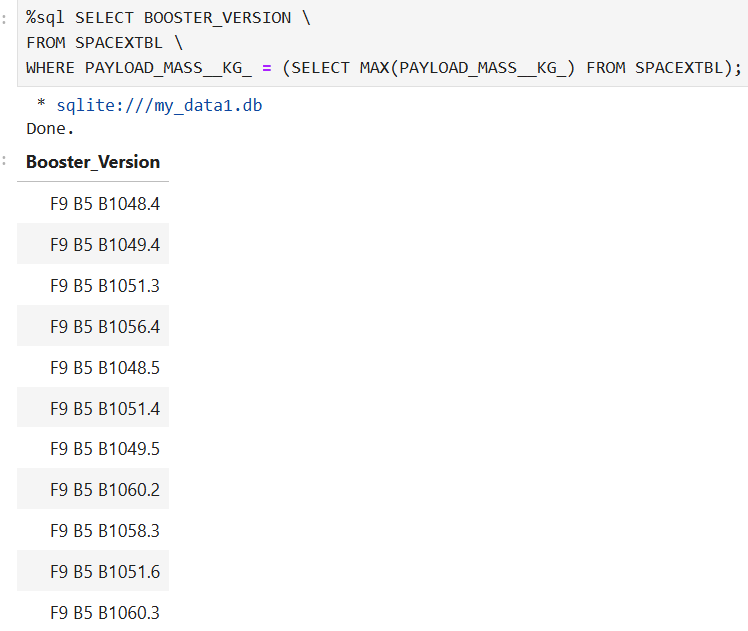 %sql SELECT BOOSTER_VERSION \
FROM SPACEXTBL \
WHERE PAYLOAD_MASS__KG_ = (SELECT MAX(PAYLOAD_MASS__KG_) FROM SPACEXTBL);
* sqlite:///my_data1.db
Done.
Booster_Version
F9 B5 B1048.4
F9 B5 B1049.4
F9 B5 B1051.3
F9 B5 B1056.4
F9 B5 B1048.5
F9 B5 B1051.4
F9 B5 B1049.5
F9 B5 B1060.2
F9 B5 B1058.3
F9 B5 B1051.6
F9 B5 B1060.3